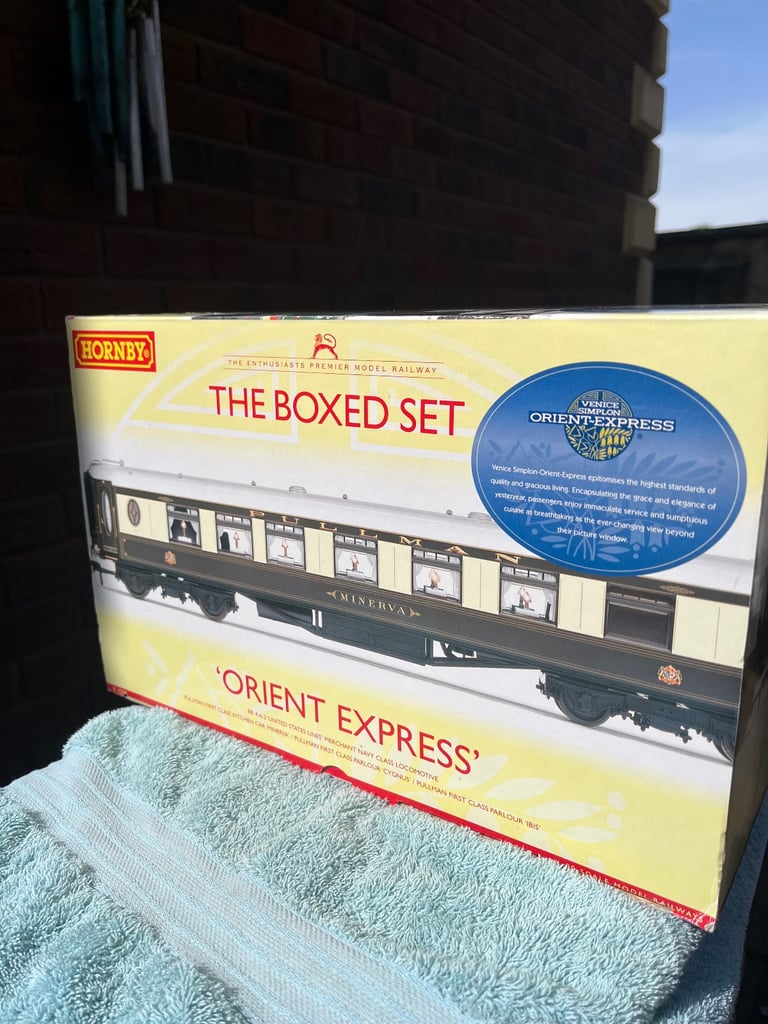 HORNBY®
THE ENTHUSIASTS PREMIER MODEL RAILWAY
THE BOXED SET
VENICE
SIMPLON
ORIENT-EXPRESS
Venice Simplon-Orient-Express epitomises the highest standards of
quality and gracious living. Encapsulating the grace and elegance of
yesteryear, passengers enjoy immaculate service and sumptuous
cuisine as breathtaking as the ever-changing view beyond
their picture window.
PULLMAN
MINERVA
'ORIENT EXPRESS'
BR 4-6-2 'UNITED STATES LINES' MERCHANT NAVY CLASS LOCOMOTIVE
PULLMAN FIRST CLASS KITCHEN CAR 'MINERVA' / PULLMAN FIRST CLASS PARLOUR 'CYGNUS' / PULLMAN FIRST CLASS PARLOUR 'IBIS'
SCALE MODEL RAILWAYS